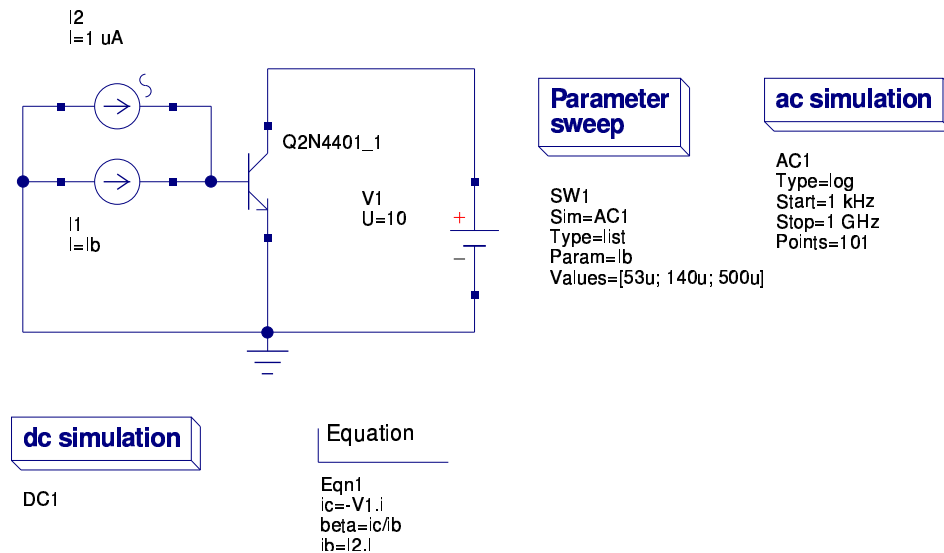 I2
I=1 uA
Q2N4401_1
I1
I=Ib
V1
U=10
+
−
Parameter
sweep
SW1
Sim=AC1
Type=list
Param=Ib
Values=[53u; 140u; 500u]
ac simulation
AC1
Type=log
Start=1 kHz
Stop=1 GHz
Points=101
dc simulation
DC1
Equation
Eqn1
ic=-V1.i
beta=ic/ib
ib=I2.I